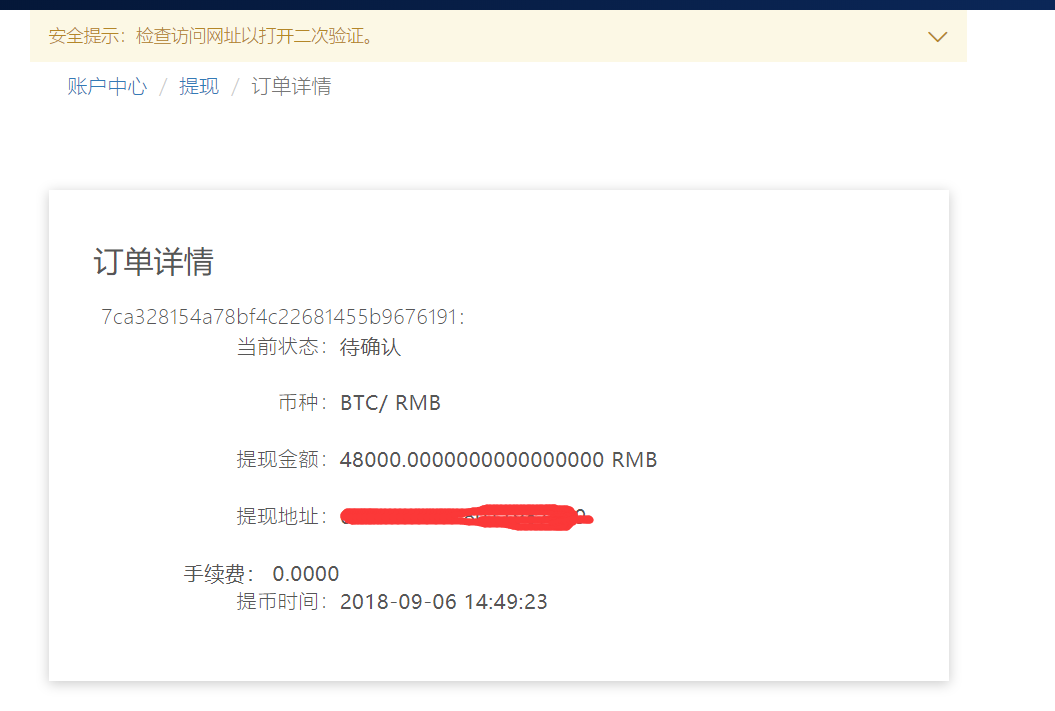 安全提示：检查访问网址以打开二次验证。
账户中心 / 提现 / 订单详情
订单详情
7ca328154a78bf4c22681455b9676191:
当前状态：待确认
币种：BTC/ RMB
提现金额：48000.0000000000000000 RMB
提现地址：
手续费： 0.0000
提币时间：2018-09-06 14:49:23